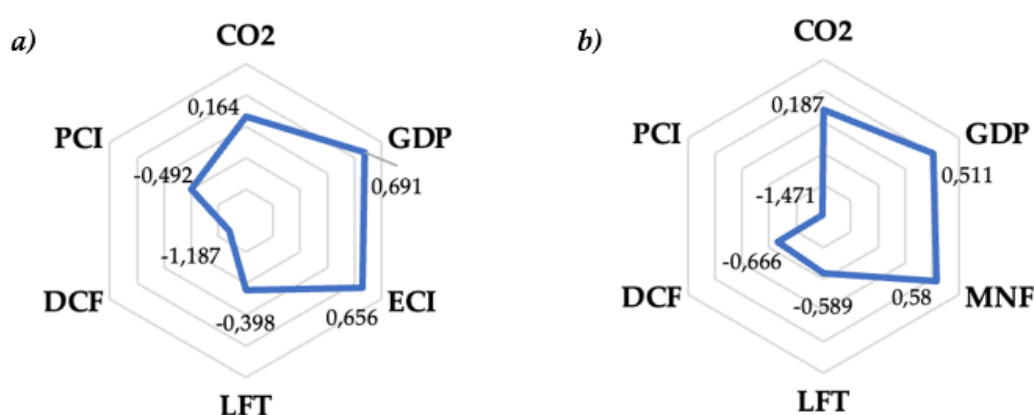 a)
CO2
0,164
PCI
GDP
-0,492
0,691
-1,187
DCF
ECI
-0,398
0,656
LFT
b)
CO2
0,187
PCI
GDP
-1,471
0,511
-0,666
DCF
MNF
-0,589
0,58
LFT